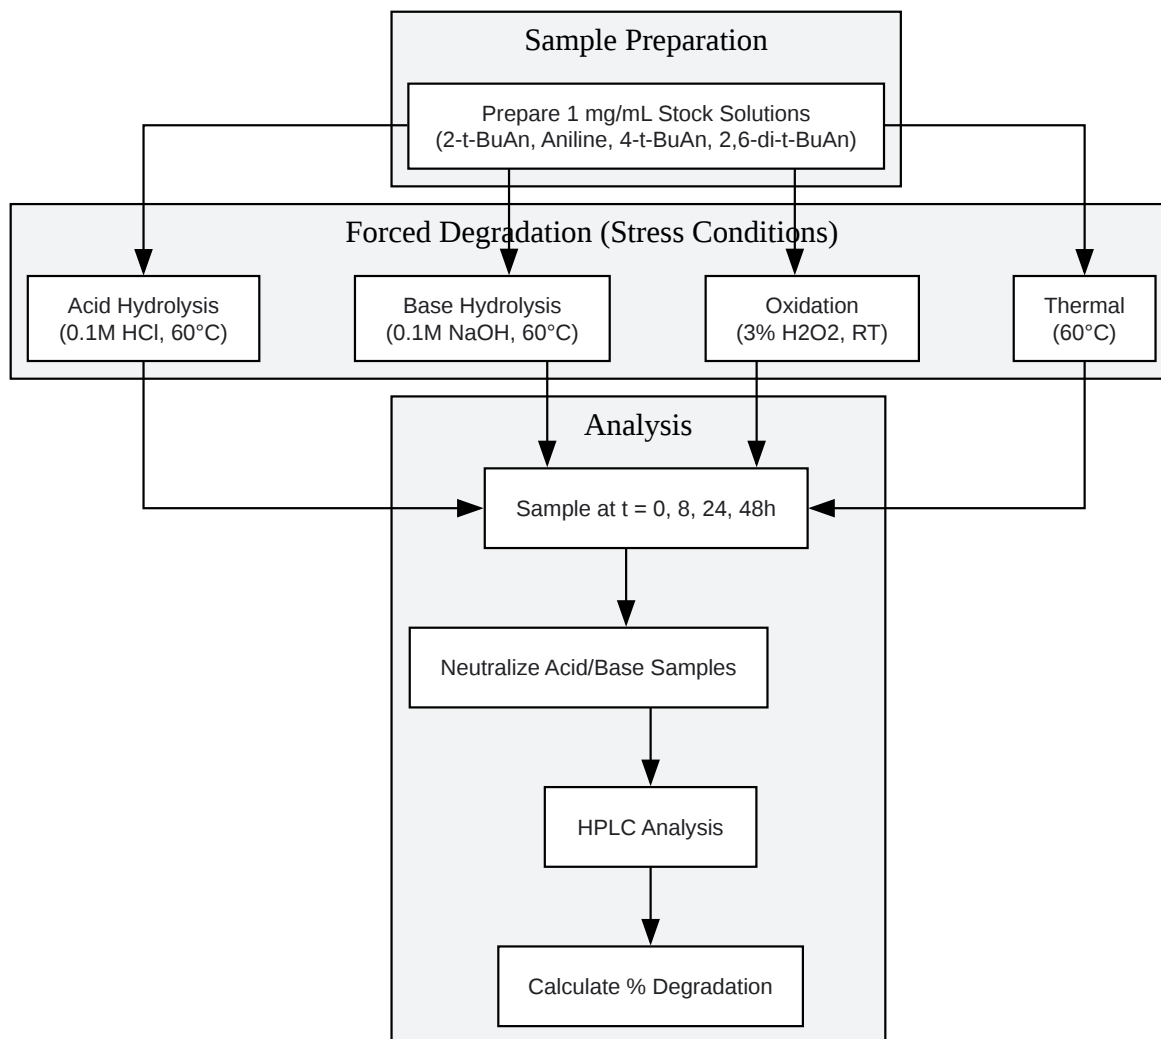 Sample Preparation
Prepare 1 mg/mL Stock Solutions
(2-t-BuAn, Aniline, 4-t-BuAn, 2,6-di-t-BuAn)
Forced Degradation (Stress Conditions)
Acid Hydrolysis
(0.1M HCl, 60°C)
Base Hydrolysis
(0.1M NaOH, 60°C)
Oxidation
(3% H2O2, RT)
Thermal
(60°C)
Analysis
Sample at t = 0, 8, 24, 48h
Neutralize Acid/Base Samples
HPLC Analysis
Calculate % Degradation